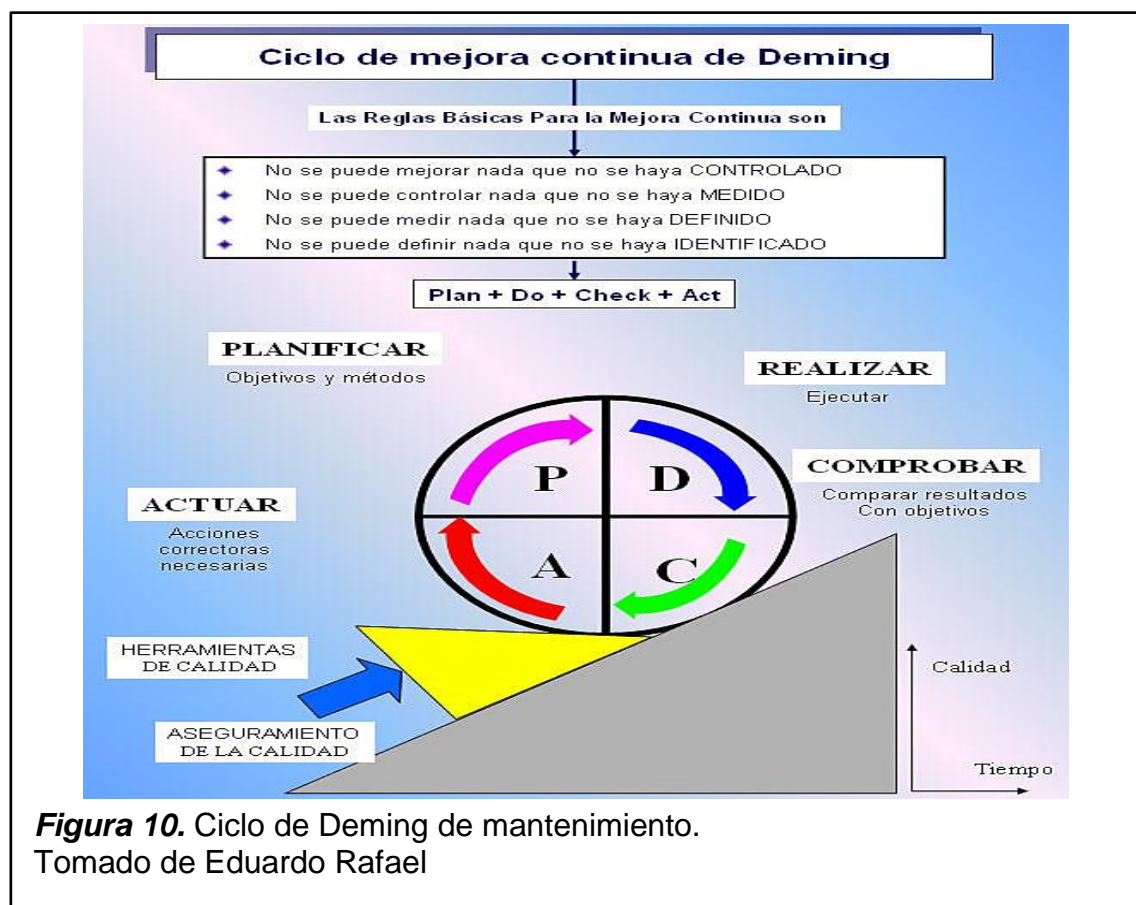 Ciclo de mejora continua de Deming
Las Reglas Básicas Para la Mejora Continua son
No se puede mejorar nada que no se haya CONTROLADO
No se puede controlar nada que no se haya MEDIDO
No se puede medir nada que no se haya DEFINIDO
No se puede definir nada que no se haya IDENTIFICADO
Plan + Do + Check + Act
PLANIFICAR
Objetivos y métodos
REALIZAR
Ejecutar
P
D
COMPROBAR
Comparar resultados
Con objetivos
ACTUAR
Acciones
correctoras
necesarias
A
C
HERRAMIENTAS
DE CALIDAD
ASEGURAMIENTO
DE LA CALIDAD
Calidad
Tiempo
Figura 10. Ciclo de Deming de mantenimiento.
Tomado de Eduardo Rafael